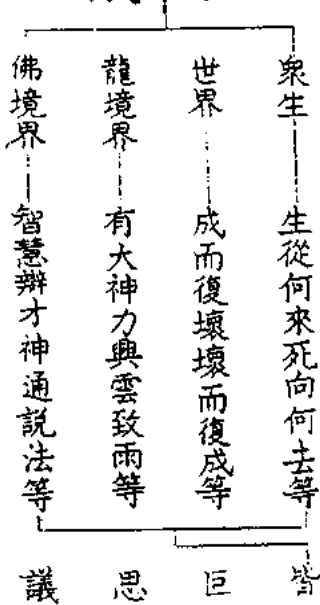 衆生 生從何來死向何去等
世界 成而復壞壞而復成等
龍境界 有大神力興雲致雨等
佛境界 智慧辯才神通說法等
皆叵思議